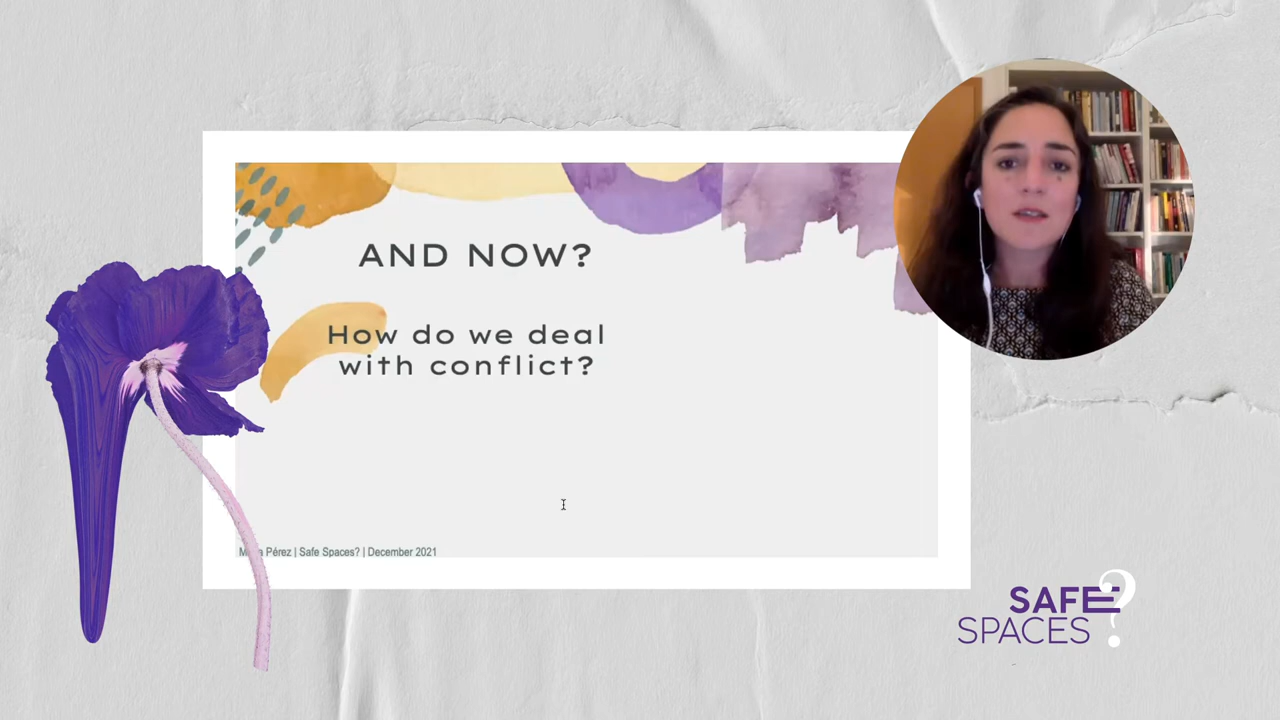 AND NOW?
How do we deal
with conflict?
Pérez | Safe Spaces? | December 2021
SAFE
SPACES?